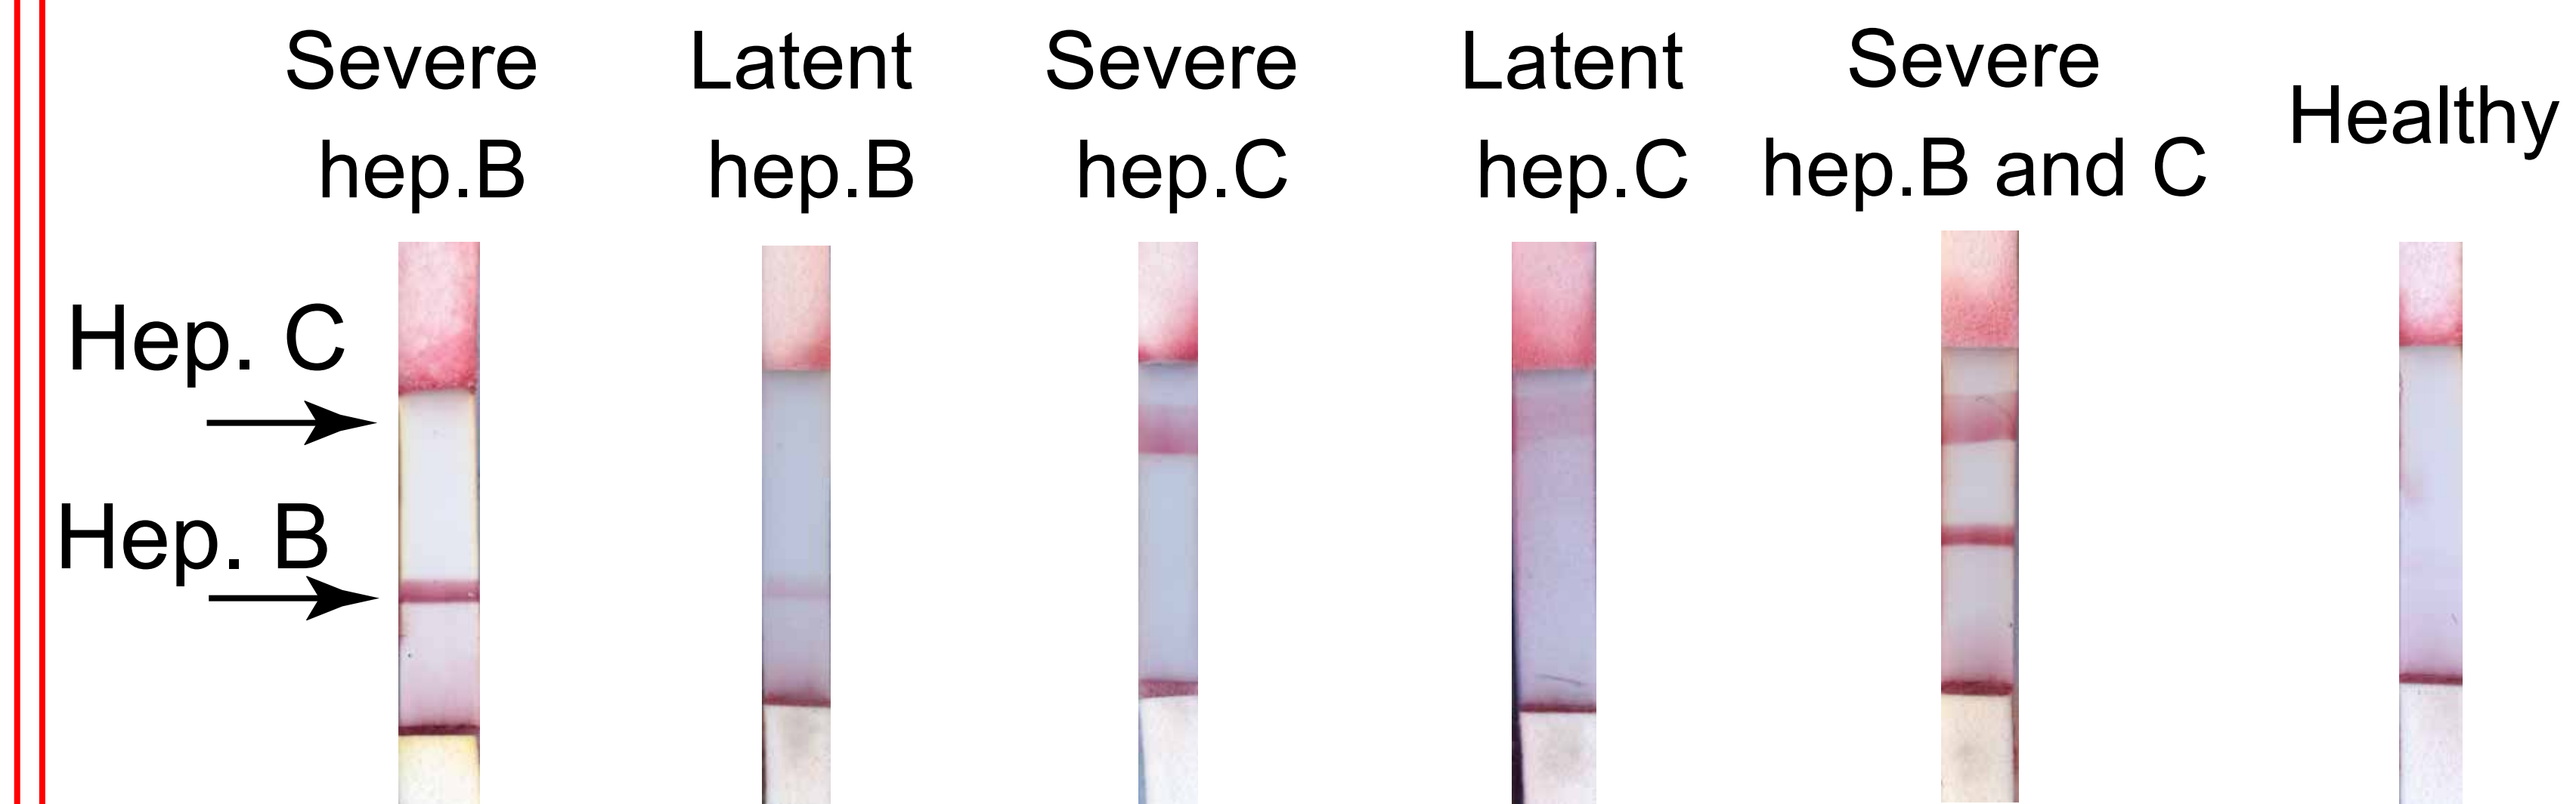 Severe
hep.B
Latent
hep.B
Severe
hep.C
Latent
hep.C
Severe
hep.B and C
Healthy
Hep. C
Hep. B